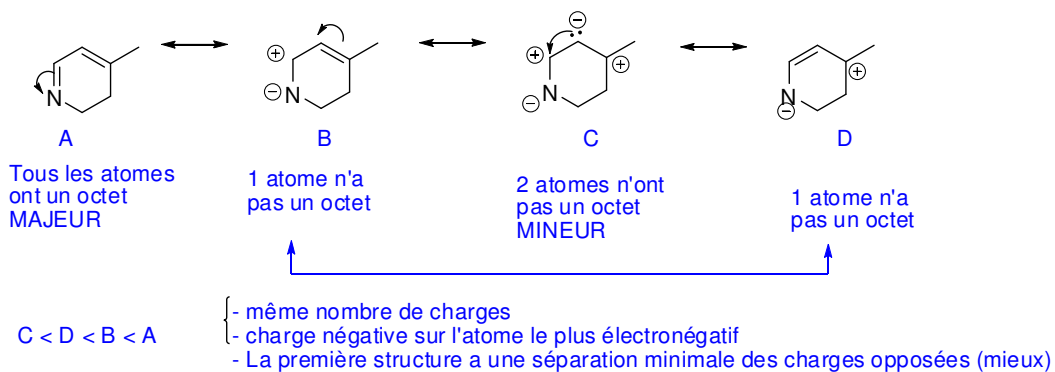 N
A
N
B
N
C
N
D
Tous les atomes
ont un octet
MAJEUR
1 atome n'a
pas un octet
2 atomes n'ont
pas un octet
MINEUR
1 atome n'a
pas un octet
C < D < B < A
- même nombre de charges
- charge négative sur l'atome le plus électronégatif
- La première structure a une séparation minimale des charges opposées (mieux)